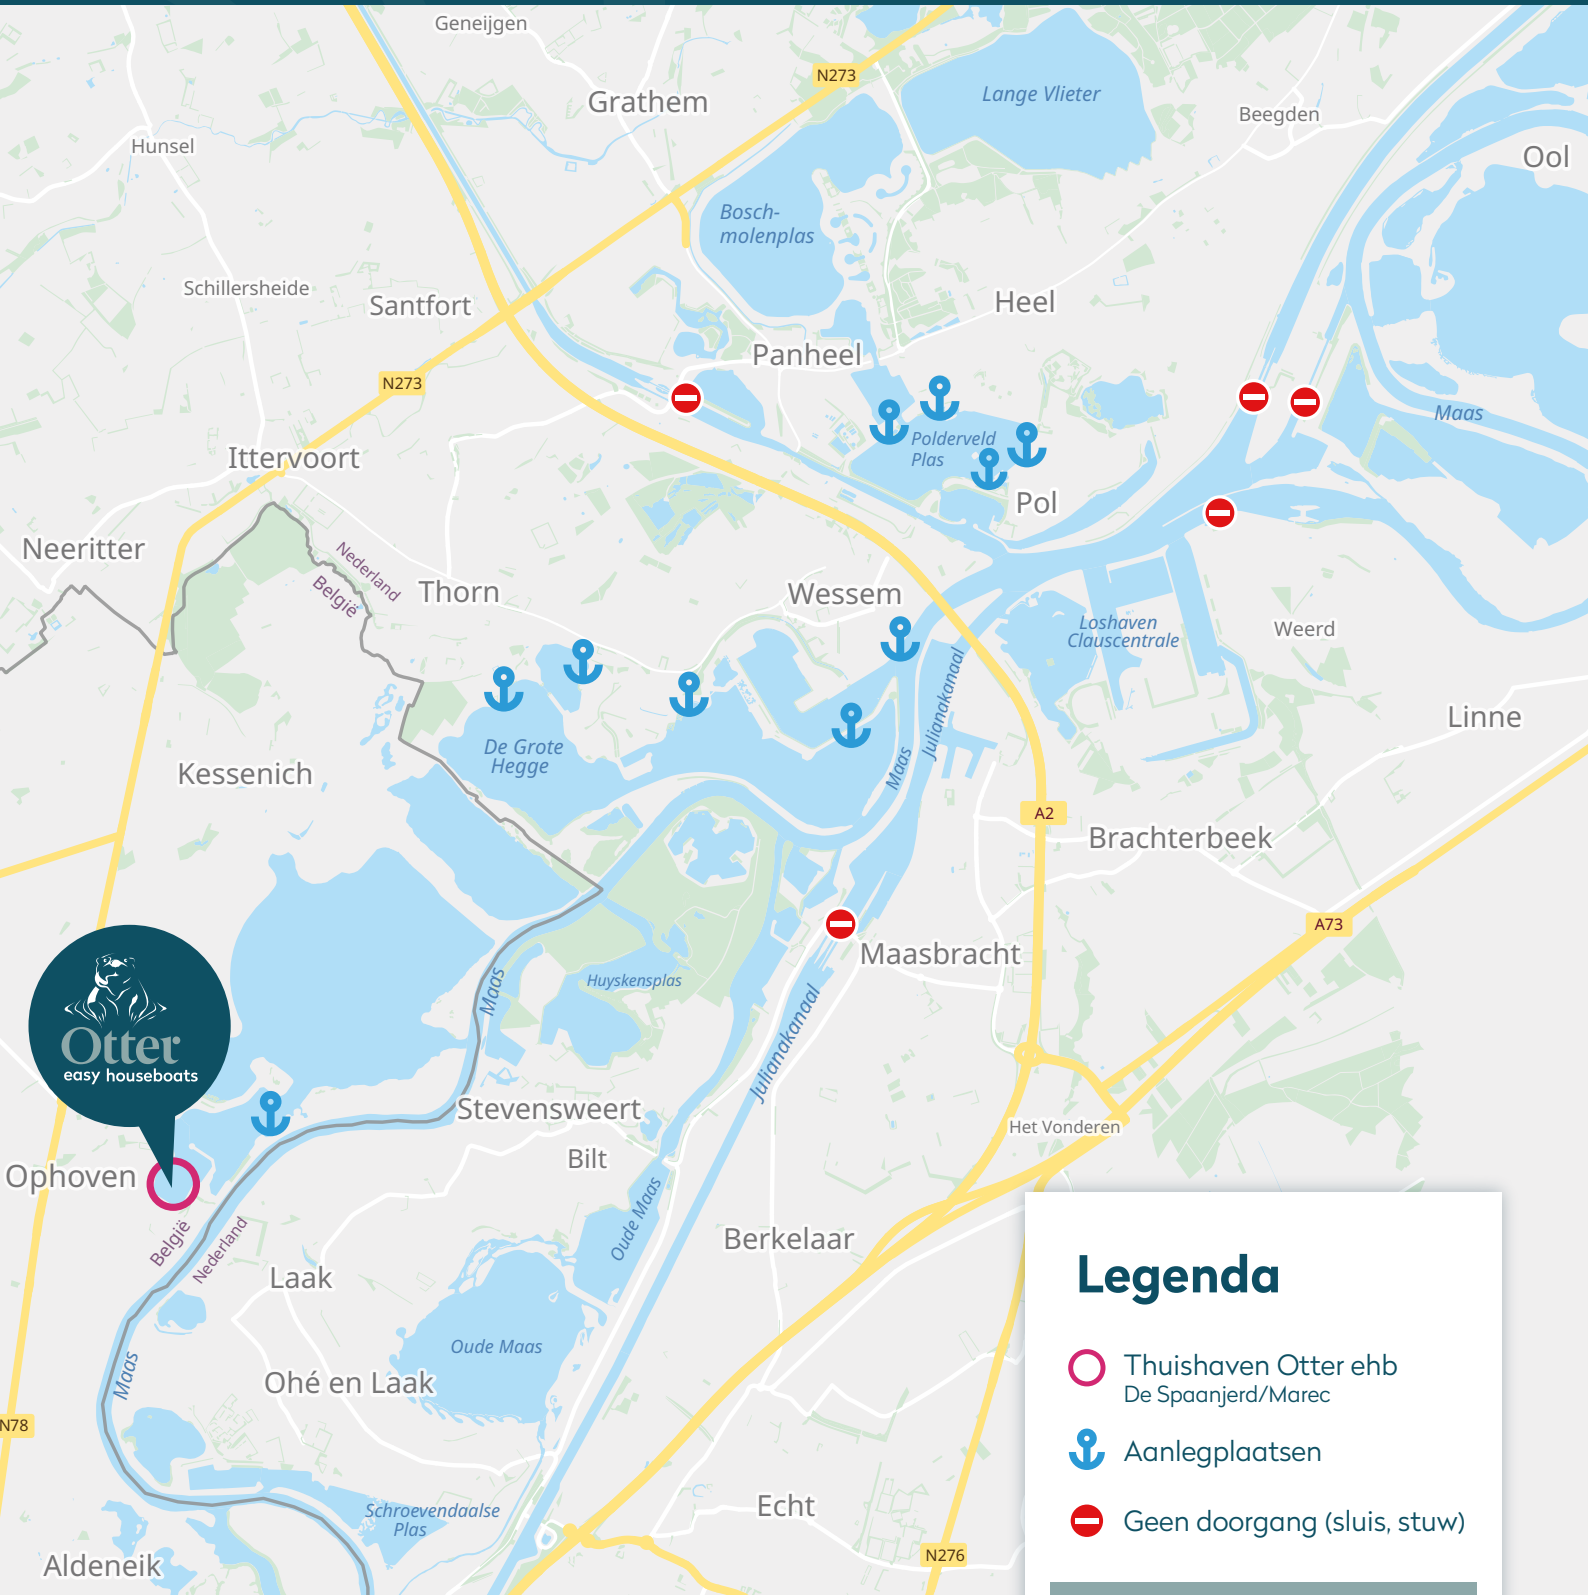 Geneijgen
N273
Grathem
Lange Vlieter
Beegden
Hunsel
Ool
Bosch-
molenplas
Schillersheide
Santfort
Heel
Panheel
N273
Maas
Polderveld
Plas
Ittervoort
Pol
Neeritter
Nederland
België
Thorn
Wessem
Loshaven
Clauscentrale
Weerd
Julianakanaal
Linne
De Grote
Hegge
Maas
Kessenich
A2
Brachterbeek
A73
Maasbracht
Huyskensplas
Maas
Otter
easy houseboats
Julianakanaal
Stevensweert
Het Vonderen
Bilt
Ophoven
Oude Maas
België
Nederland
Berkelaar
Laak
Oude Maas
Maas
Ohé en Laak
N78
Schroevendaalse
Plas
Echt
Aldeneik
N276
Legenda
Thuishaven Otter ehb
De Spaanjerd/Marec
Aanlegplaatsen
Geen doorgang (sluis, stuw)